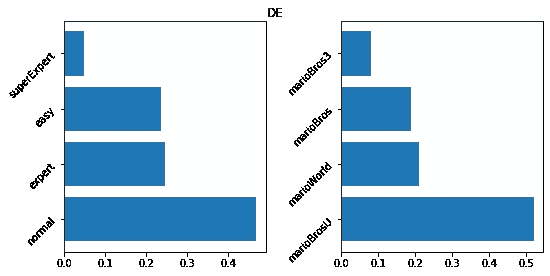 DE
superExpert
easy
expert
normal
0.0 0.1 0.2 0.3 0.4
marioBros3
marioBros
marioWorld
marioBrosU
0.0 0.1 0.2 0.3 0.4 0.5